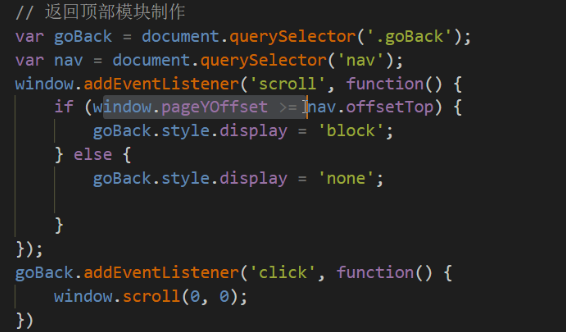 // 返回顶部模块制作
var goBack = document.querySelector('.goBack');
var nav = document.querySelector('nav');
window.addEventListener('scroll', function() {
    if (window.pageYOffset >= nav.offsetTop) {
        goBack.style.display = 'block';
    } else {
        goBack.style.display = 'none';
    }
});
goBack.addEventListener('click', function() {
    window.scroll(0, 0);
})